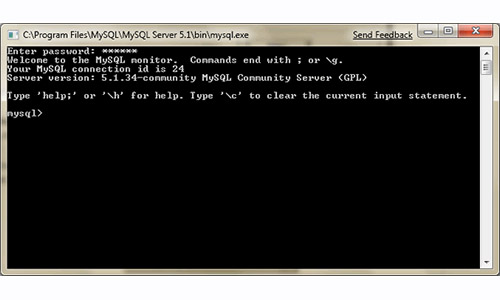 C:\Program Files\MySQL\MySQL Server 5.1\bin\mysql.exe Send Feedback
Enter password: ******
Welcome to the MySQL monitor. Commands end with ; or \g.
Your MySQL connection id is 24
Server version: 5.1.34-community MySQL Community Server (GPL)
Type 'help;' or '\h' for help. Type '\c' to clear the current input statement.
mysql>